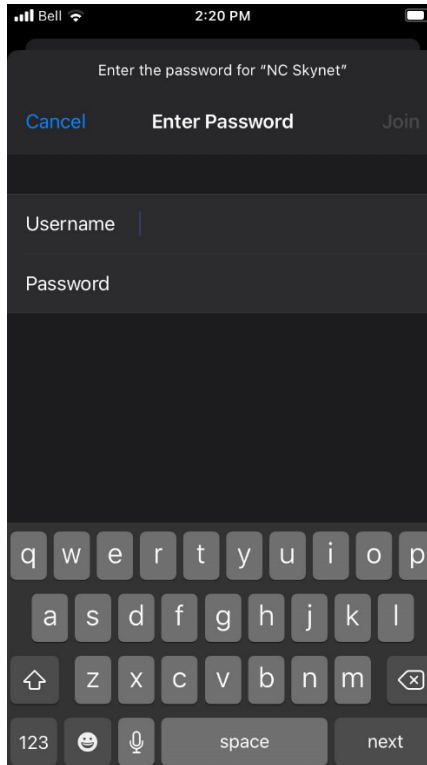 Bell 2:20 PM
Enter the password for “NC Skynet”
Cancel Enter Password Join
Username
Password
q w e r t y u i o p
a s d f g h j k l
z x c v b n m
123 space next